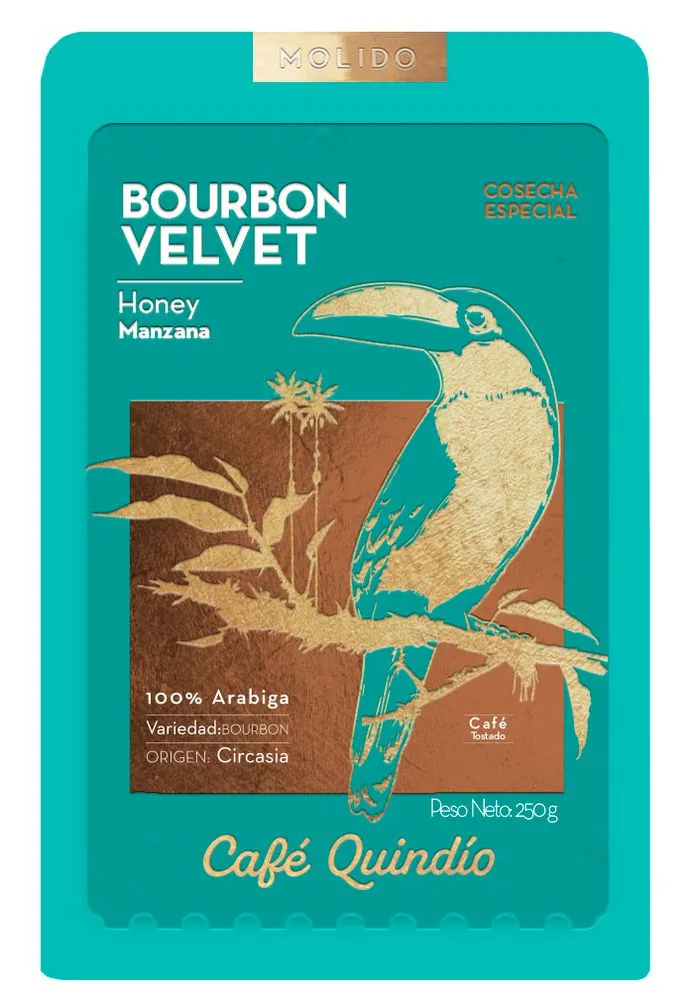 MOLIDO
BOURBON
VELVET
COSECHA
ESPECIAL
Honey
Manzana
100% Arabiga
Variedad:BOURBON
ORIGEN: Circasia
Café
Tostado
Peso Neto: 250g
Café Quindío